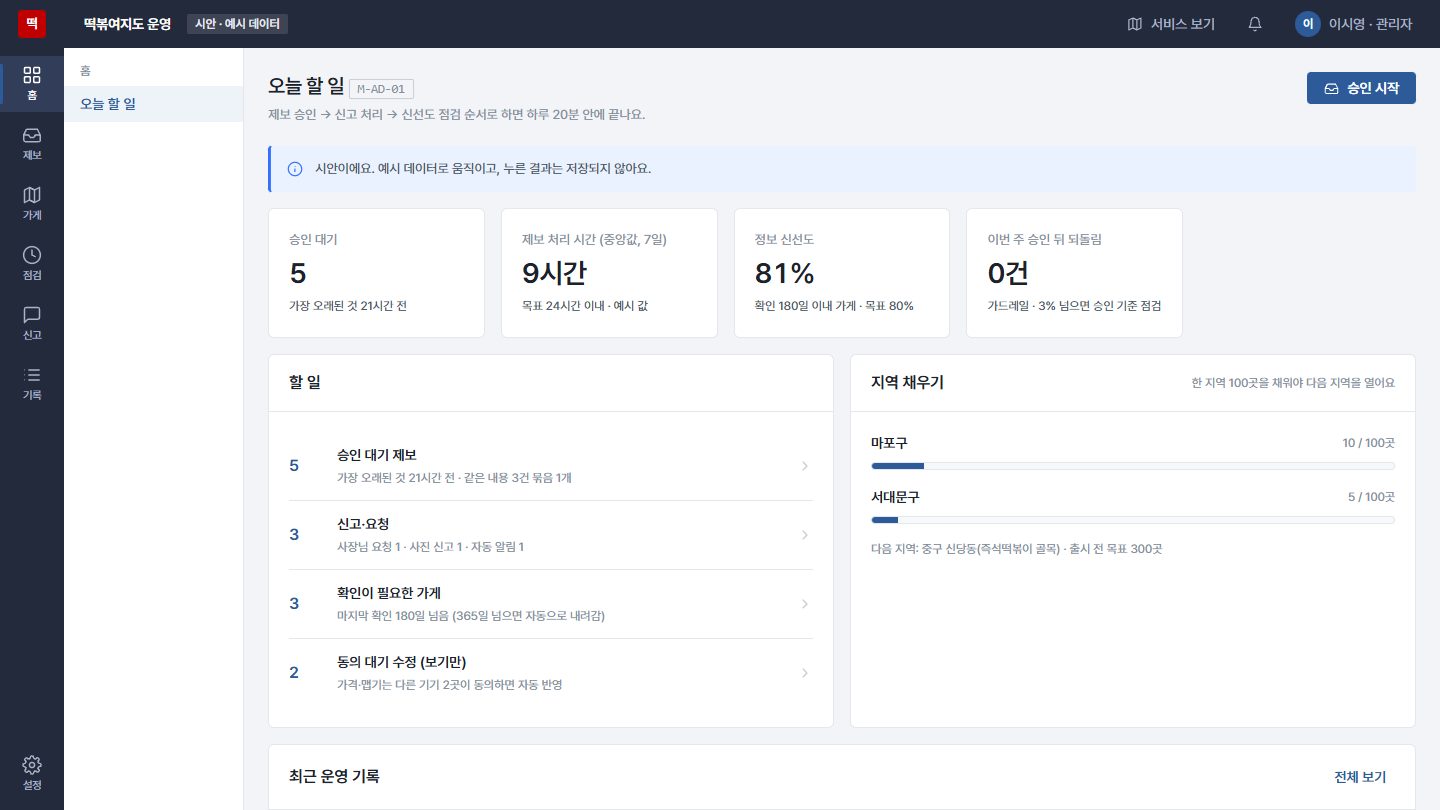 떡
떡볶여지도 운영
시안 · 예시 데이터
서비스 보기
이
이시영 · 관리자
홈
제보
가게
점검
신고
기록
설정
홈
오늘 할 일
오늘 할 일
M-AD-01
제보 승인 → 신고 처리 → 신선도 점검 순서로 하면 하루 20분 안에 끝나요.
승인 시작
시안이에요. 예시 데이터로 움직이고, 누른 결과는 저장되지 않아요.
승인 대기
5
가장 오래된 것 21시간 전
제보 처리 시간 (중앙값, 7일)
9시간
목표 24시간 이내 · 예시 값
정보 신선도
81%
확인 180일 이내 가게 · 목표 80%
이번 주 승인 뒤 되돌림
0건
가드레일 · 3% 넘으면 승인 기준 점검
할 일
5
승인 대기 제보
가장 오래된 것 21시간 전 · 같은 내용 3건 묶음 1개
3
신고·요청
사장님 요청 1 · 사진 신고 1 · 자동 알림 1
3
확인이 필요한 가게
마지막 확인 180일 넘음 (365일 넘으면 자동으로 내려감)
2
동의 대기 수정 (보기만)
가격·맵기는 다른 기기 2곳이 동의하면 자동 반영
지역 채우기
한 지역 100곳을 채워야 다음 지역을 열어요
마포구
10 / 100곳
서대문구
5 / 100곳
다음 지역: 중구 신당동(즉석떡볶이 골목) · 출시 전 목표 300곳
최근 운영 기록
전체 보기